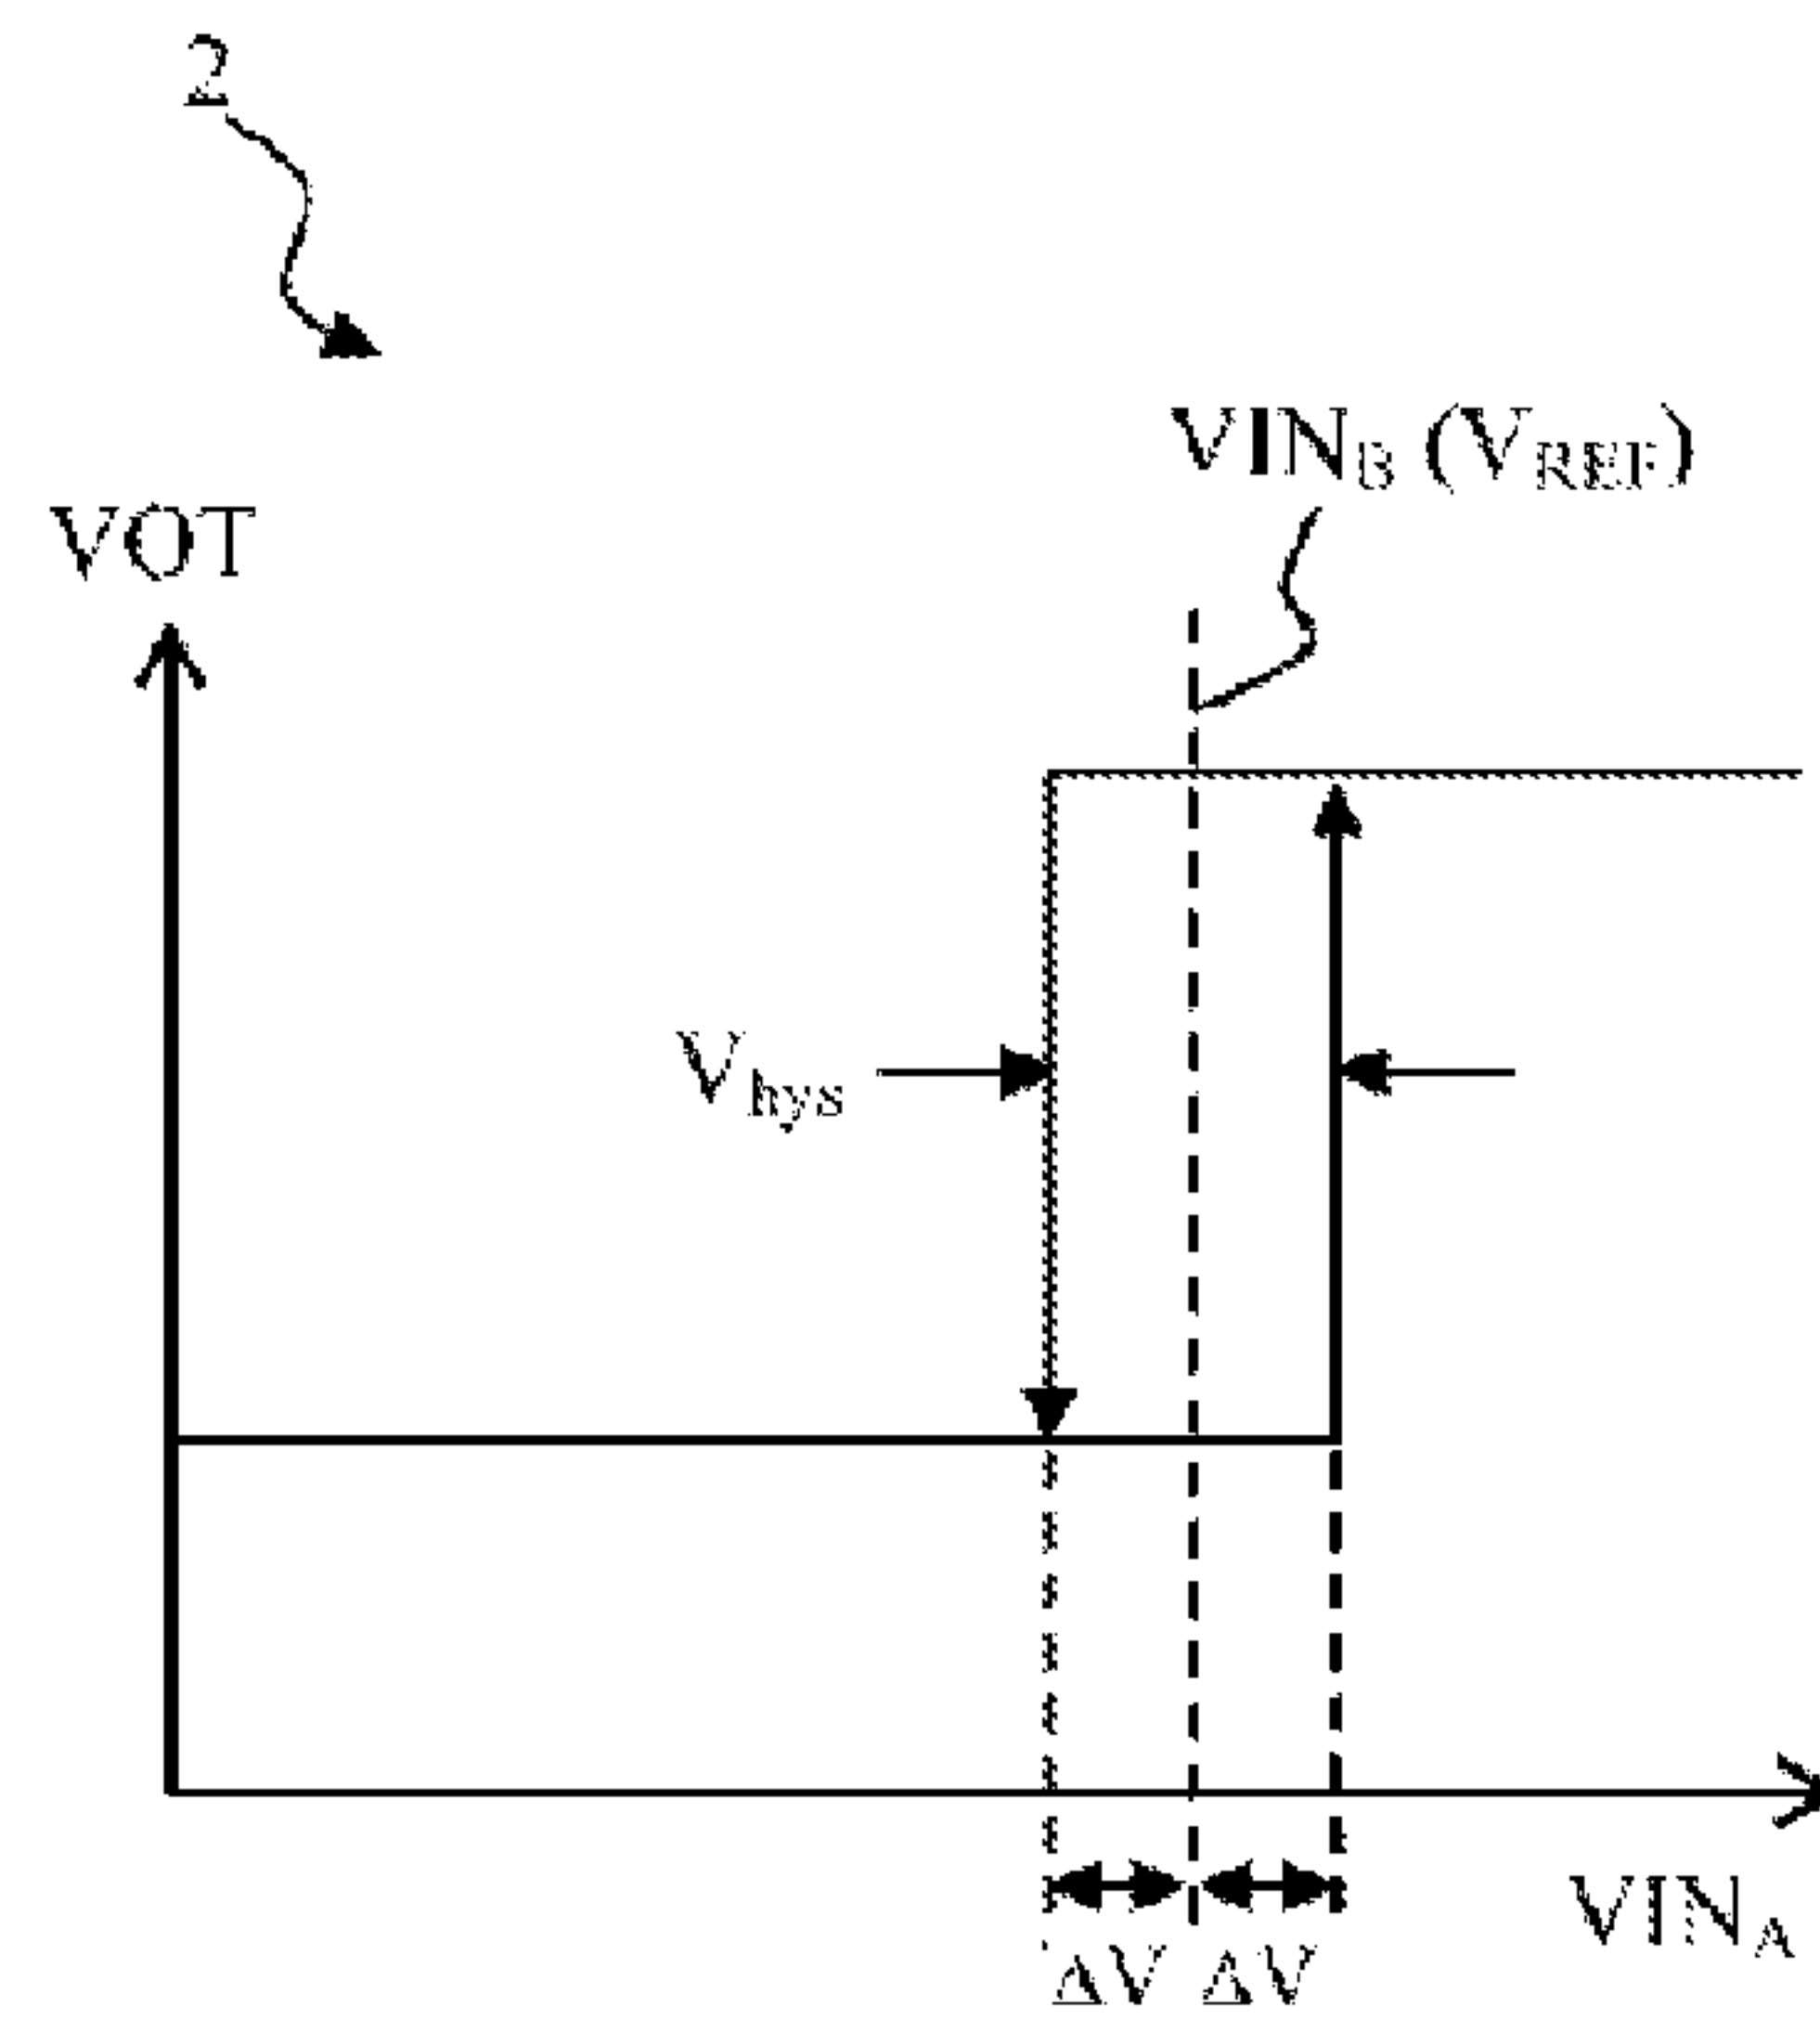 2
VIN_B (V_REF)
VOT
V_hys
VIN_A
ΔV ΔV